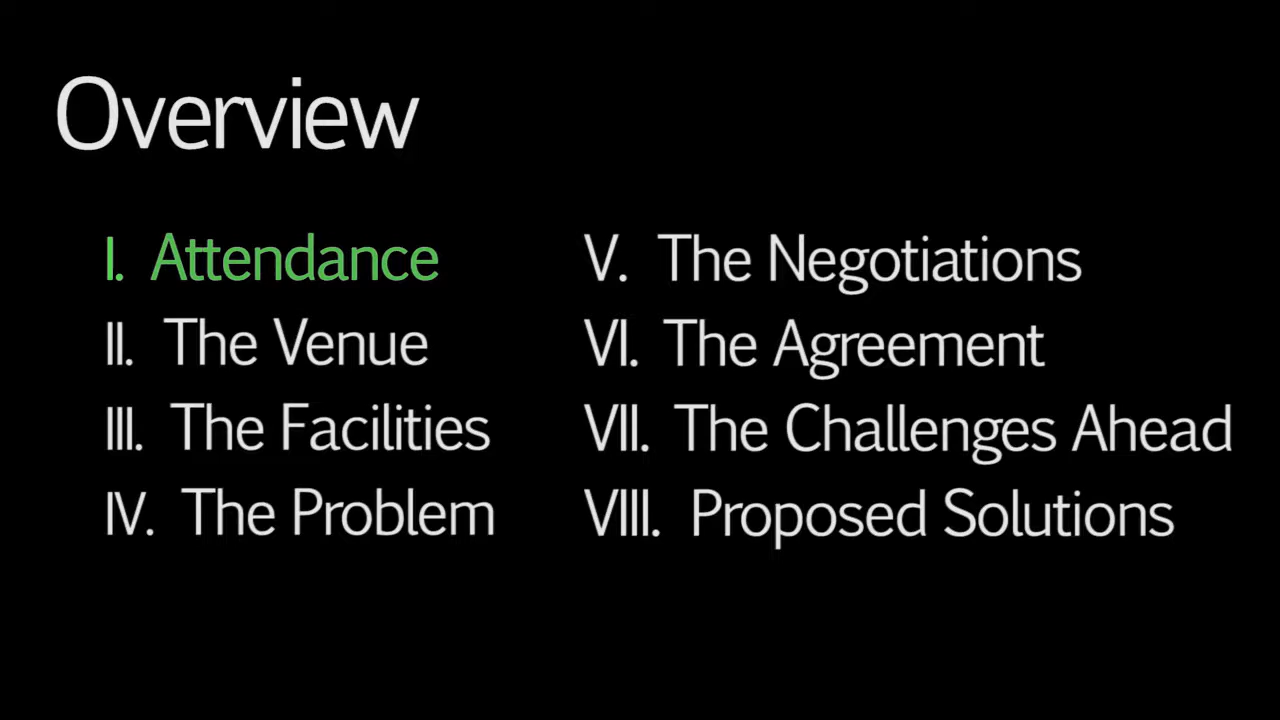 Overview
I. Attendance
II. The Venue
III. The Facilities
IV. The Problem
V. The Negotiations
VI. The Agreement
VII. The Challenges Ahead
VIII. Proposed Solutions